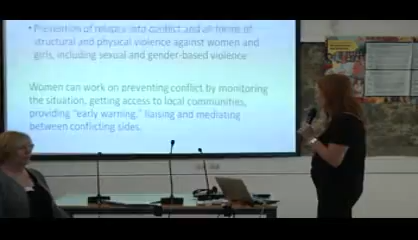 • Prevention of relapse into conflict and all forms of
structural and physical violence against women and
girls, including sexual and gender-based violence
Women can work on preventing conflict by monitoring
the situation, getting access to local communities,
providing "early warning," liaising and mediating
between conflicting sides.